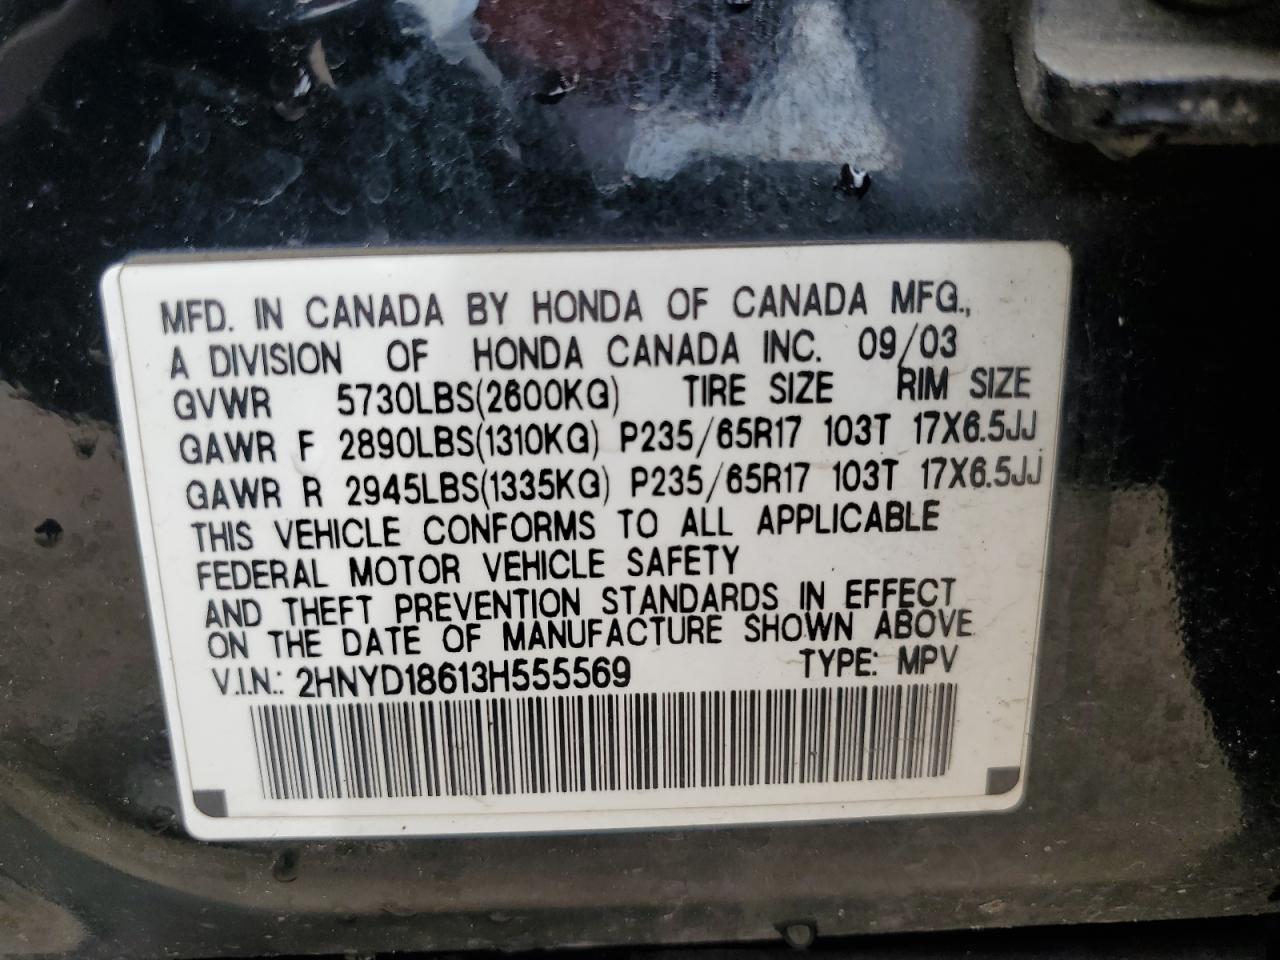 MFD. IN CANADA BY HONDA OF CANADA MFG.,
A DIVISION OF HONDA CANADA INC. 09/03
GVWR 5730LBS(2600KG) TIRE SIZE RIM SIZE
GAWR F 2890LBS(1310KG) P235/65R17 103T 17X6.5JJ
GAWR R 2945LBS(1335KG) P235/65R17 103T 17X6.5JJ
THIS VEHICLE CONFORMS TO ALL APPLICABLE
FEDERAL MOTOR VEHICLE SAFETY
AND THEFT PREVENTION STANDARDS IN EFFECT
ON THE DATE OF MANUFACTURE SHOWN ABOVE
V.I.N.: 2HNYD18613H555569 TYPE: MPV